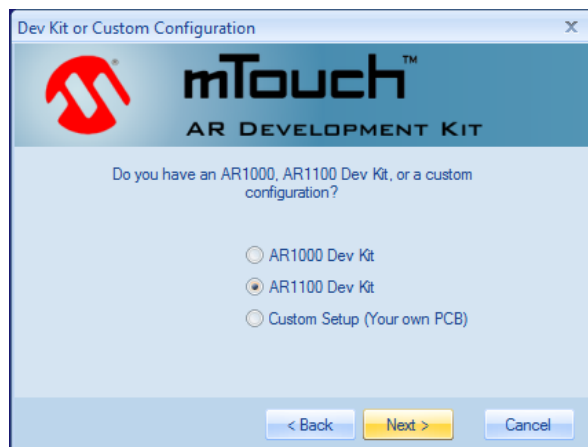 Dev Kit or Custom Configuration
mTouch™
AR DEVELOPMENT KIT
Do you have an AR1000, AR1100 Dev Kit, or a custom
configuration?
AR1000 Dev Kit
AR1100 Dev Kit
Custom Setup (Your own PCB)
< Back Next > Cancel